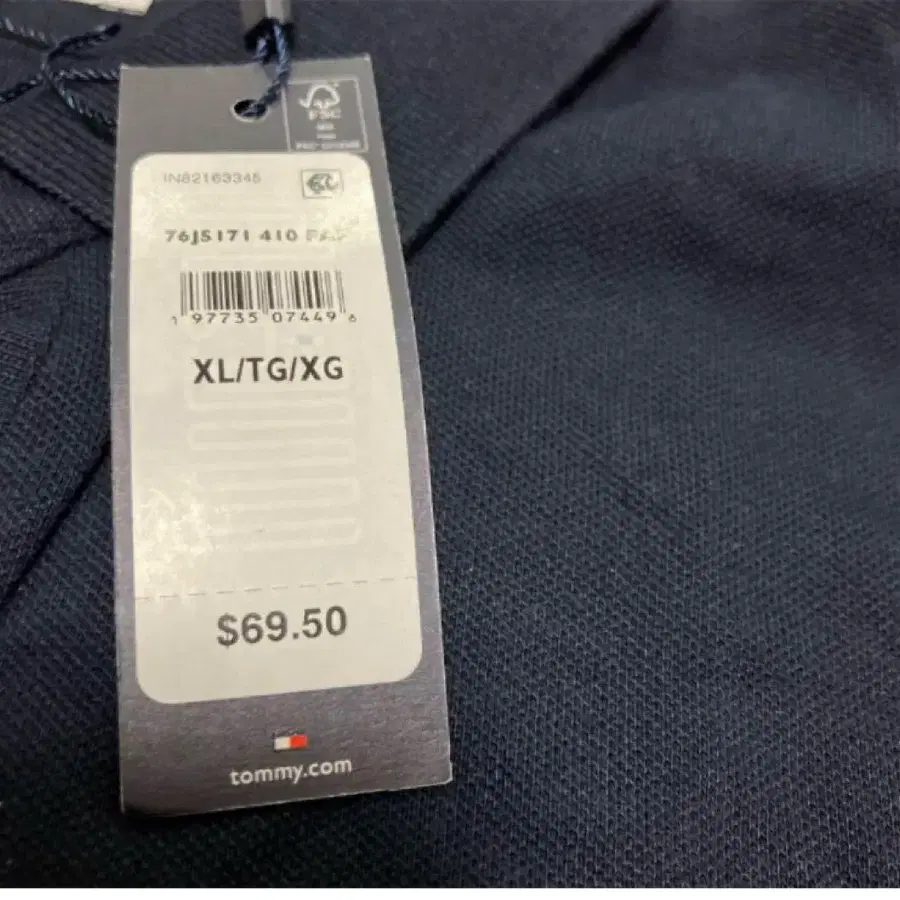 FSC
IN82163345
76J5171 410
1 97735 07449 6
XL/TG/XG
$69.50
tommy.com